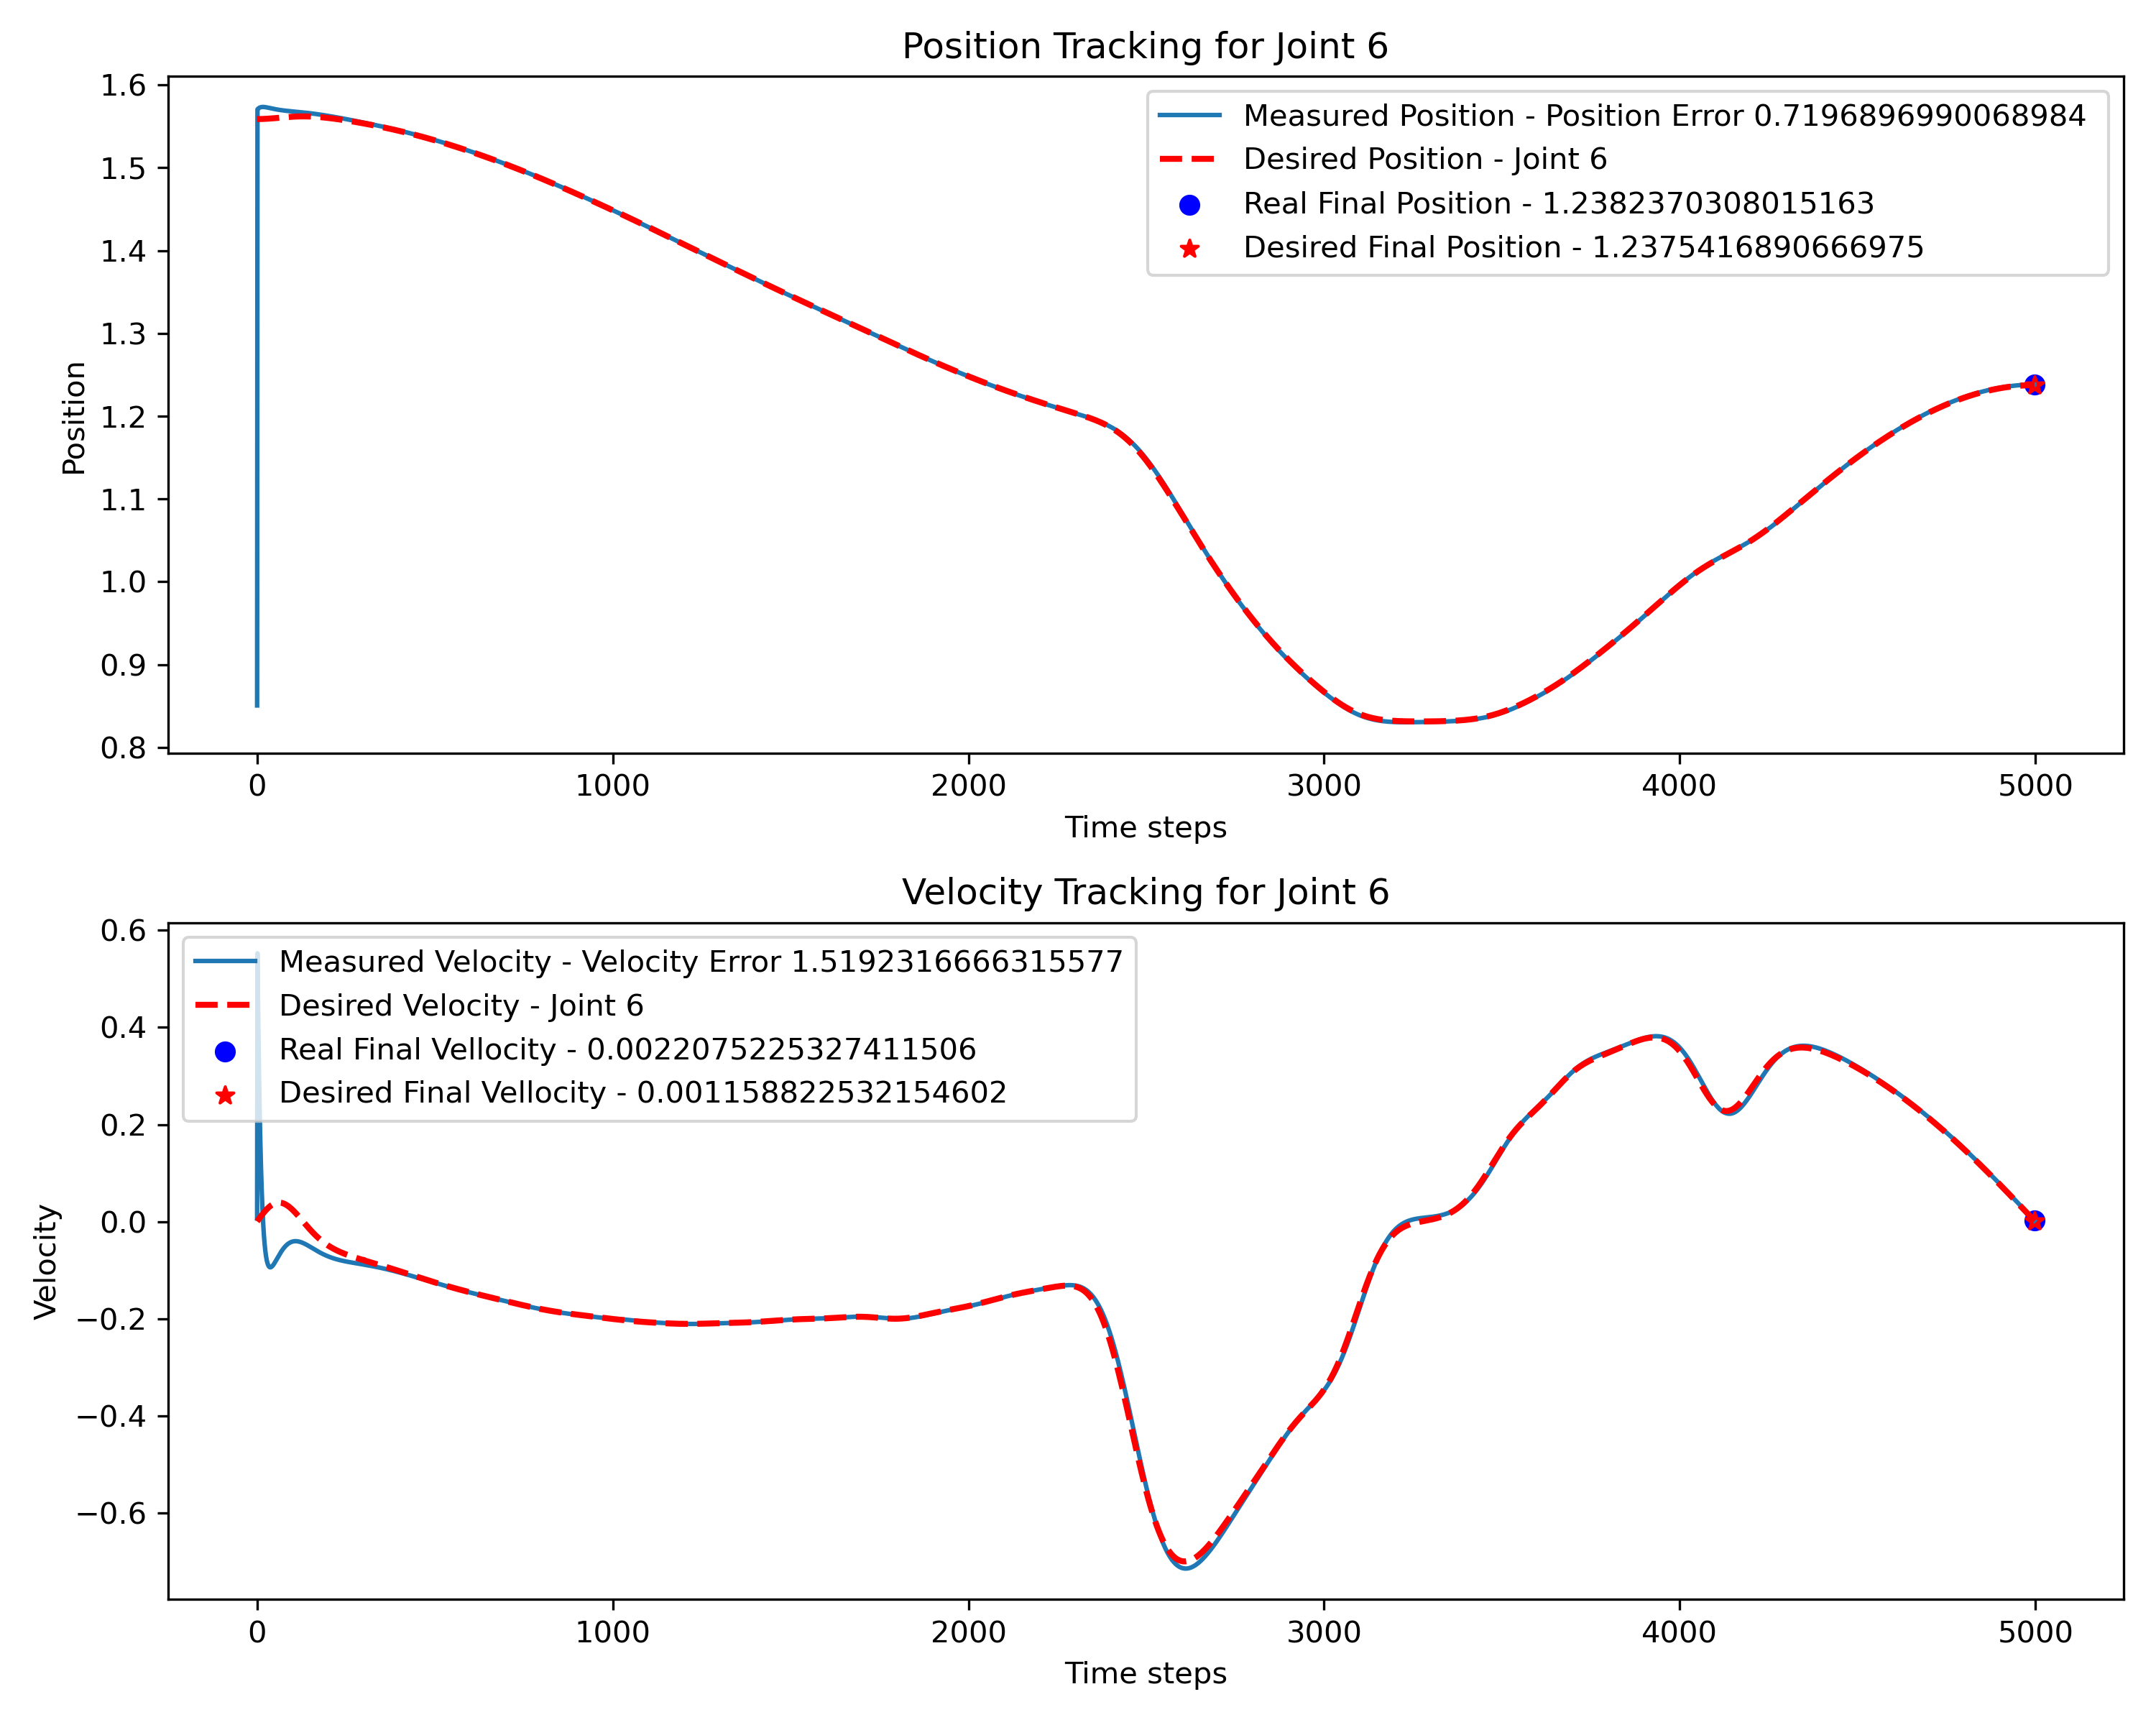 Position Tracking for Joint 6
Measured Position - Position Error 0.7196896990068984
Desired Position - Joint 6
Real Final Position - 1.2382370308015163
Desired Final Position - 1.2375416890666975
Position
1.6
1.5
1.4
1.3
1.2
1.1
1.0
0.9
0.8
0 1000 2000 3000 4000 5000
Time steps
Velocity Tracking for Joint 6
Measured Velocity - Velocity Error 1.5192316666315577
Desired Velocity - Joint 6
Real Final Vellocity - 0.0022075225327411506
Desired Final Vellocity - 0.001158822532154602
Velocity
0.6
0.4
0.2
0.0
−0.2
−0.4
−0.6
0 1000 2000 3000 4000 5000
Time steps